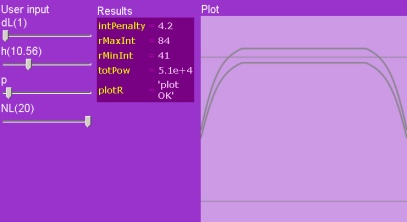 User input
dL(1)
h(10.56)
p
NL(20)
Results
intPenalty = 4.2
rMaxInt = 84
rMinInt = 41
totPow = 5.1e+4
plotR = 'plot
OK'
Plot